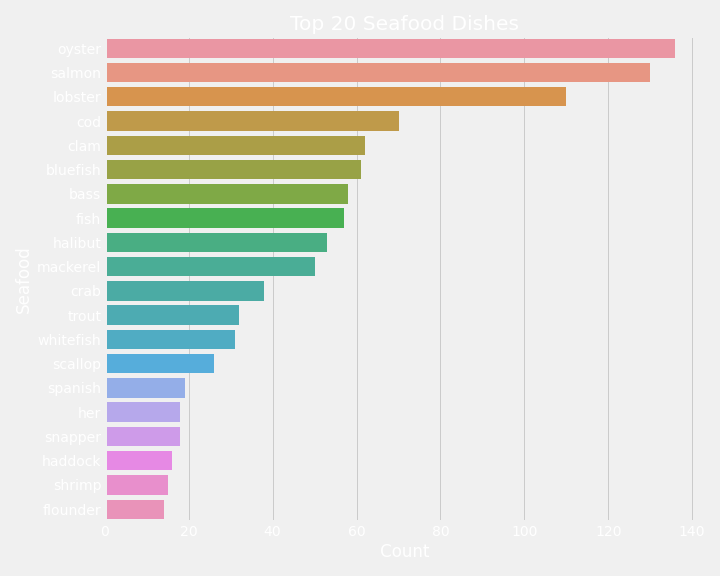 Top 20 Seafood Dishes
oyster
salmon
lobster
cod
clam
bluefish
bass
fish
halibut
mackerel
crab
trout
whitefish
scallop
spanish
her
snapper
haddock
shrimp
flounder
Seafood
0 20 40 60 80 100 120 140
Count